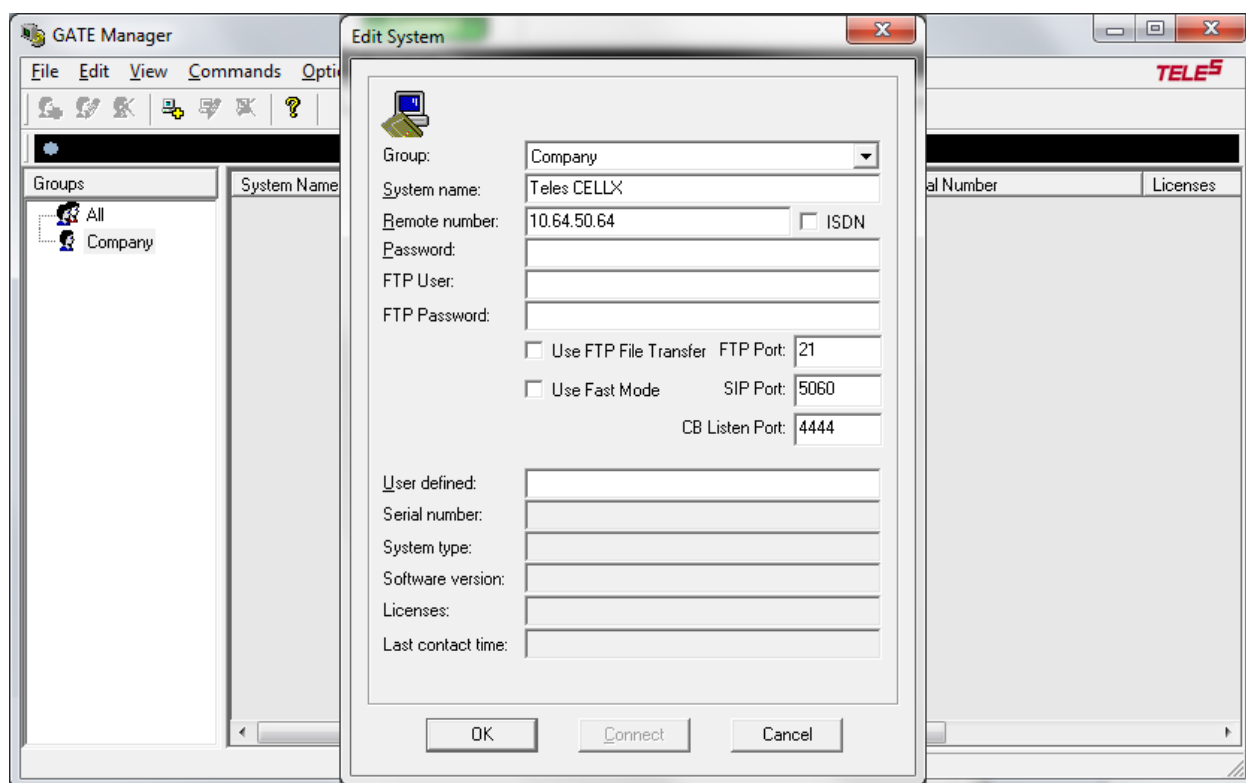 GATE Manager
Edit System
File Edit View Commands Opti
TELES
Groups
System Name
al Number
Licenses
All
Company
Group:
Company
System name:
Teles CELLX
Remote number:
10.64.50.64
ISDN
Password:
FTP User:
FTP Password:
Use FTP File Transfer
FTP Port:
21
Use Fast Mode
SIP Port:
5060
CB Listen Port:
4444
User defined:
Serial number:
System type:
Software version:
Licenses:
Last contact time:
OK
Connect
Cancel